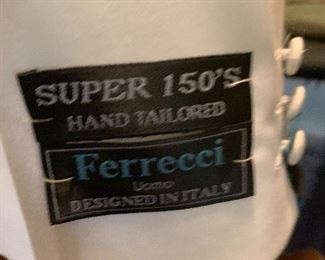 SUPER 150'S
HAND TAILORED
Ferrecci
Uomo
DESIGNED IN ITALY